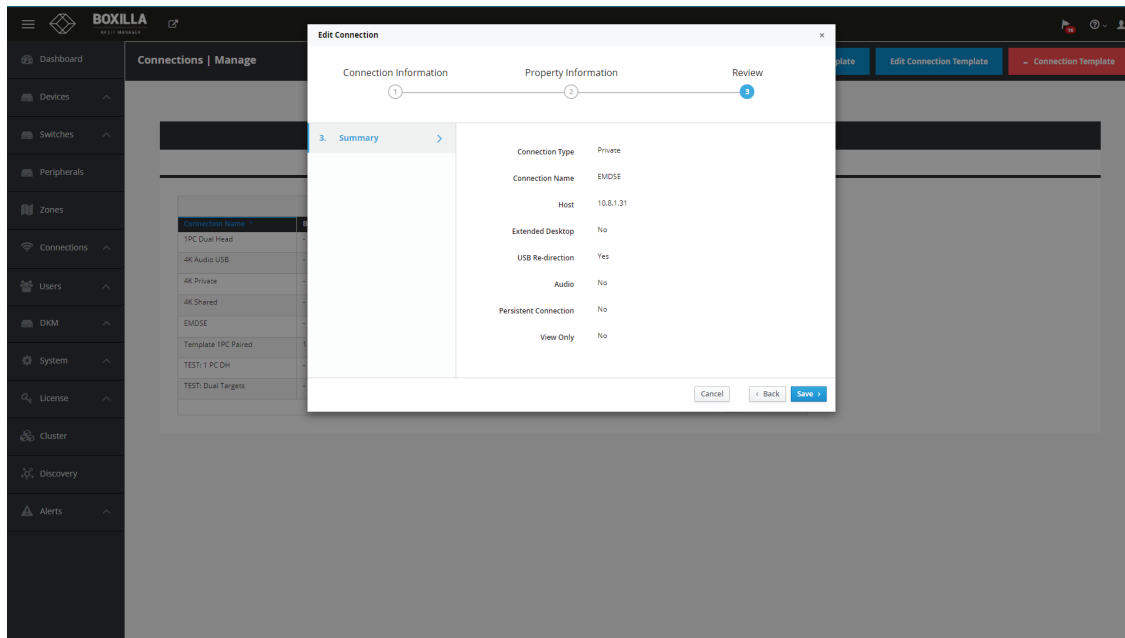 BOXILLA
Edit Connection
×
16
Dashboard
Connections | Manage
plate
Edit Connection Template
- Connection Template
Connection Information
Property Information
Review
1
2
3
Devices
Switches
3. Summary
Connection Type
Private
Peripherals
Connection Name
EMDSE
Zones
Host
10.8.1.31
Connection Name
B
Extended Desktop
No
1PC Dual Head
-
Connections
USB Re-direction
Yes
4K Audio USB
-
4K Private
-
Audio
No
Users
4K Shared
-
Persistent Connection
No
EMDSE
-
DKM
View Only
No
Template 1PC Paired
1
System
TEST: 1 PC DH
-
TEST: Dual Targets
-
Cancel
< Back
Save >
License
Cluster
Discovery
Alerts